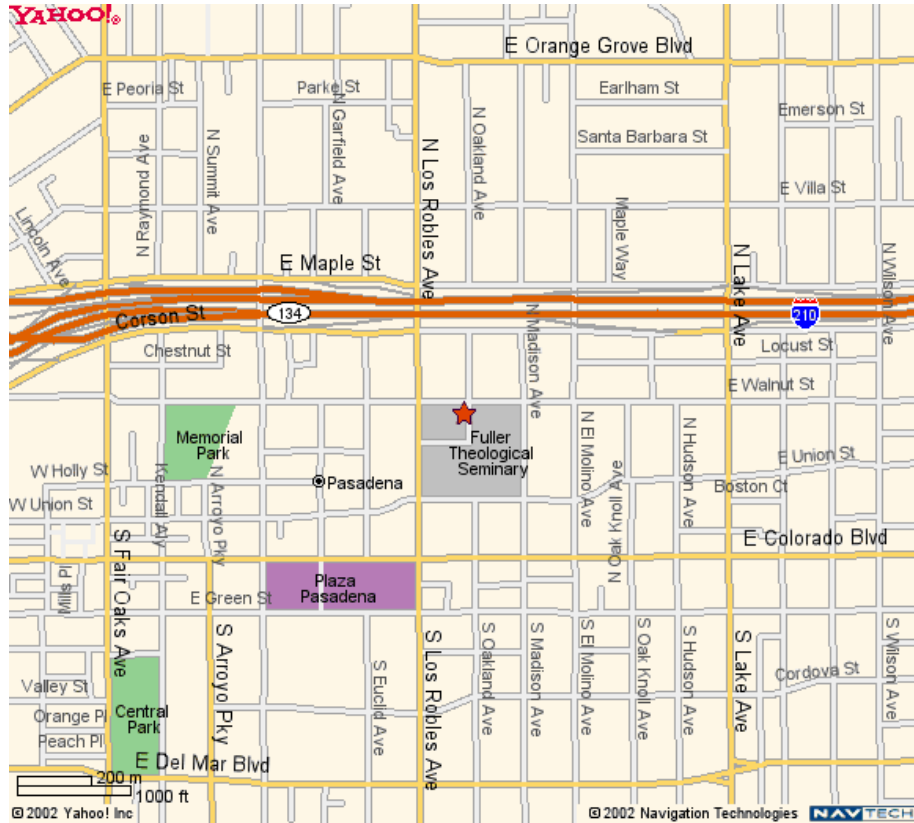 YAHOO!®
E Orange Grove Blvd
E Peoria St
Parke St
Earlham St
Emerson St
N Raymond Ave
N Summit Ave
N Garfield Ave
N Los Robles Ave
N Oakland Ave
Santa Barbara St
E Villa St
Lincoln Ave
Maple Way
N Lake Ave
N Wilson Ave
E Maple St
Corson St
134
210
N Madison Ave
Chestnut St
Locust St
E Walnut St
Memorial
Park
Fuller
Theological
Seminary
N El Molino Ave
N Oak Knoll Ave
N Hudson Ave
E Union St
W Holly St
Kendall Aly
N Arroyo Pky
Pasadena
Boston Ct
W Union St
S Fair Oaks Ave
E Colorado Blvd
Mills Pl
Plaza
Pasadena
E Green St
S Arroyo Pky
S Euclid Ave
S Los Robles Ave
S Oakland Ave
S Madison Ave
S El Molino Ave
S Oak Knoll Ave
S Hudson Ave
S Lake Ave
S Wilson Ave
Cordova St
Valley St
Orange Pl
Peach Pl
Central
Park
E Del Mar Blvd
200 m
1000 ft
© 2002 Yahoo! Inc
© 2002 Navigation Technologies
NAVTECH